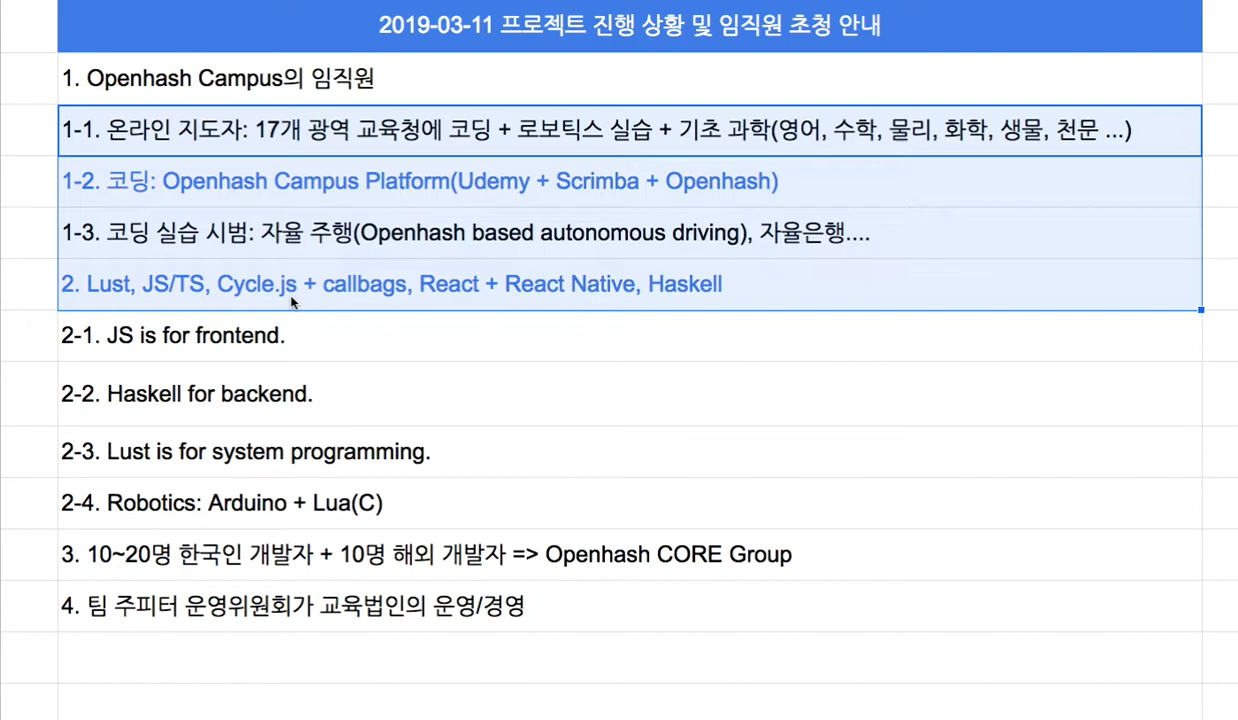 2019-03-11 프로젝트 진행 상황 및 임직원 초청 안내
1. Openhash Campus의 임직원
1-1. 온라인 지도자: 17개 광역 교육청에 코딩 + 로보틱스 실습 + 기초 과학(영어, 수학, 물리, 화학, 생물, 천문 ...)
1-2. 코딩: Openhash Campus Platform(Udemy + Scrimba + Openhash)
1-3. 코딩 실습 시범: 자율 주행(Openhash based autonomous driving), 자율은행....
2. Lust, JS/TS, Cycle.js + callbags, React + React Native, Haskell
2-1. JS is for frontend.
2-2. Haskell for backend.
2-3. Lust is for system programming.
2-4. Robotics: Arduino + Lua(C)
3. 10~20명 한국인 개발자 + 10명 해외 개발자 => Openhash CORE Group
4. 팀 주피터 운영위원회가 교육법인의 운영/경영